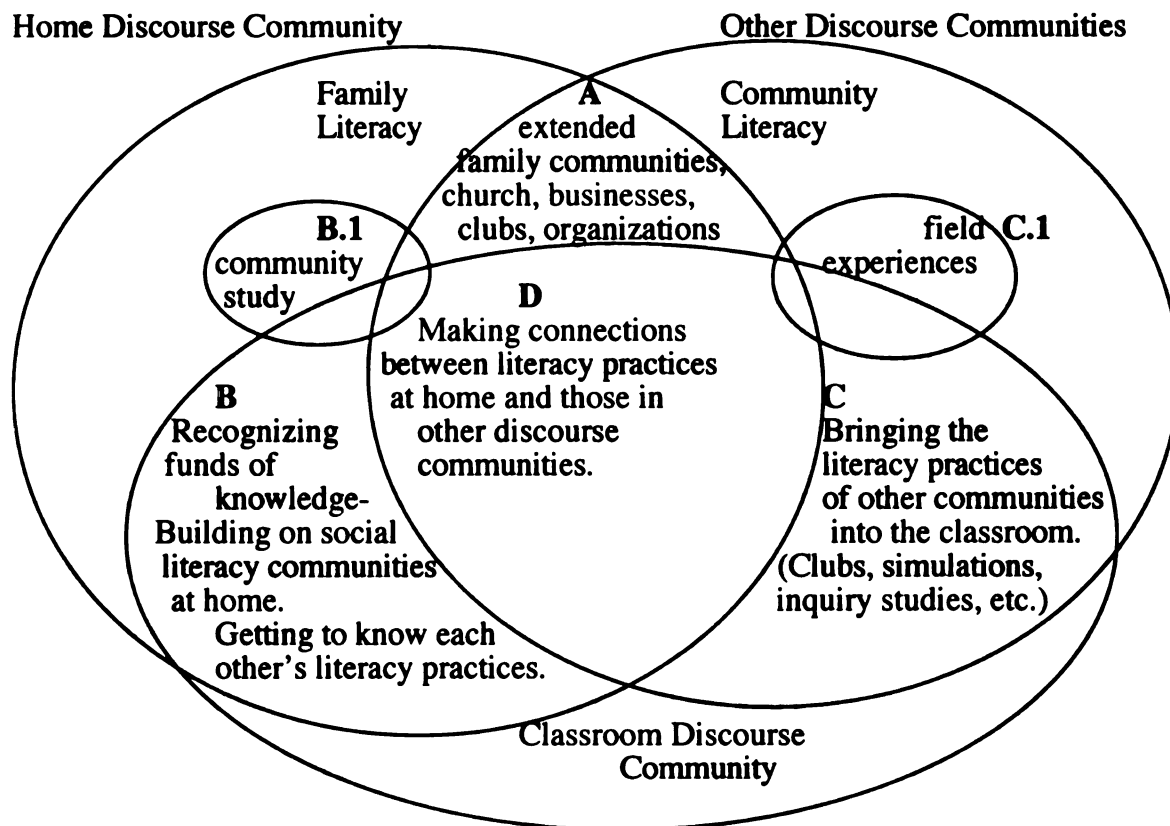 Home Discourse Community
Other Discourse Communities
Family
Literacy
A
extended
family communities,
church, businesses,
clubs, organizations
Community
Literacy
B.1
community
study
field C.1
experiences
D
Making connections
between literacy practices
at home and those in
other discourse
communities.
B
Recognizing
funds of
knowledge-
Building on social
literacy communities
at home.
Getting to know each
other's literacy practices.
C
Bringing the
literacy practices
of other communities
into the classroom.
(Clubs, simulations,
inquiry studies, etc.)
Classroom Discourse
Community